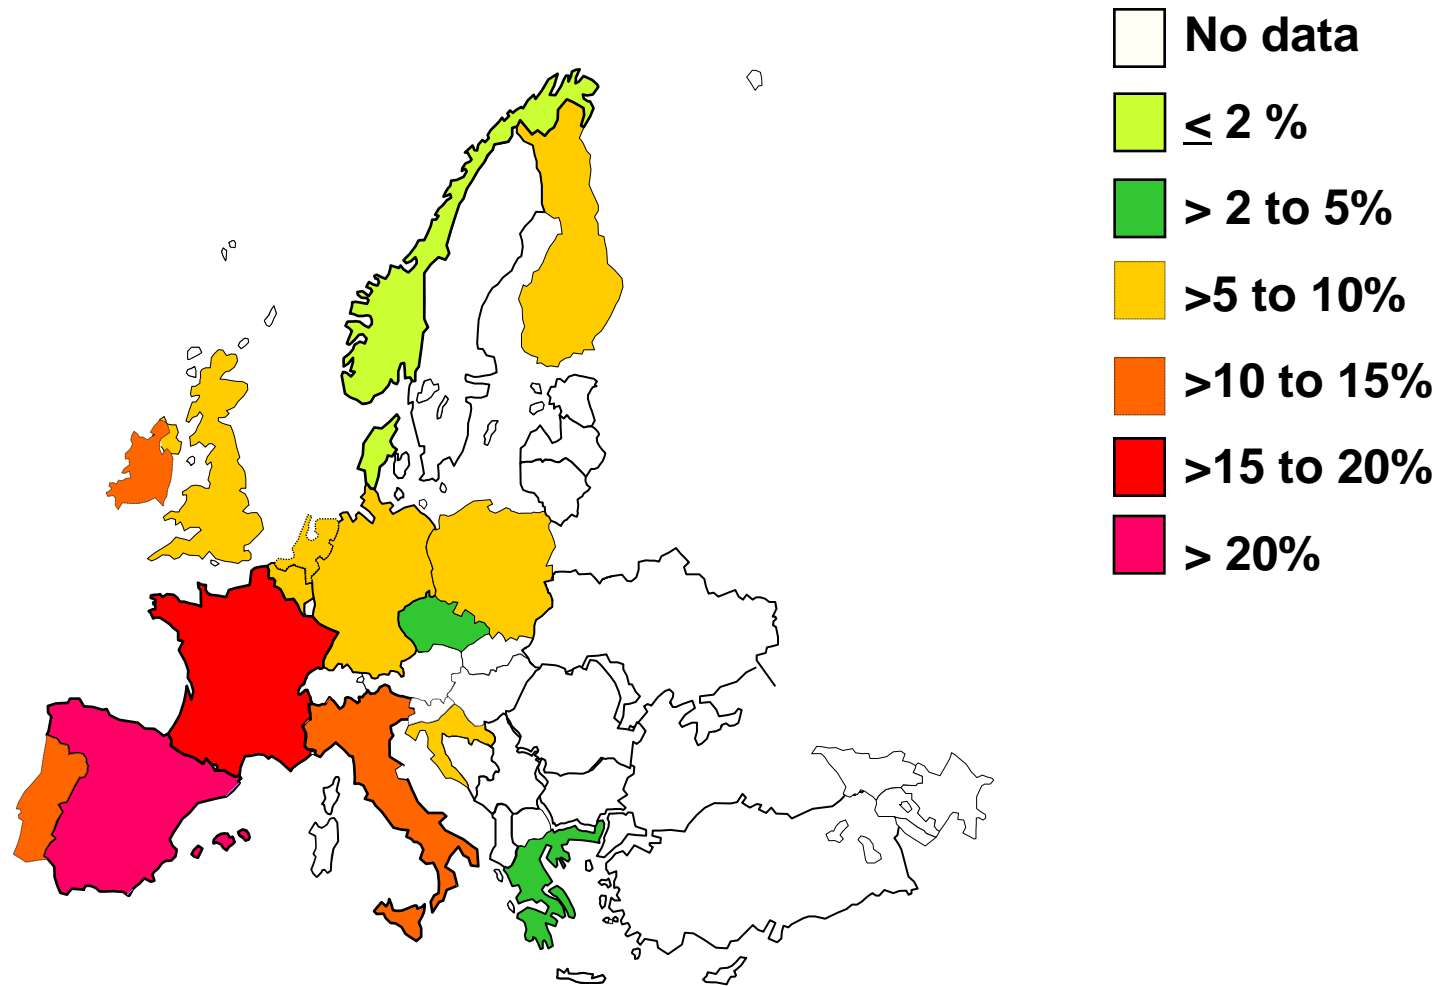 No data
≤ 2 %
> 2 to 5%
>5 to 10%
>10 to 15%
>15 to 20%
> 20%